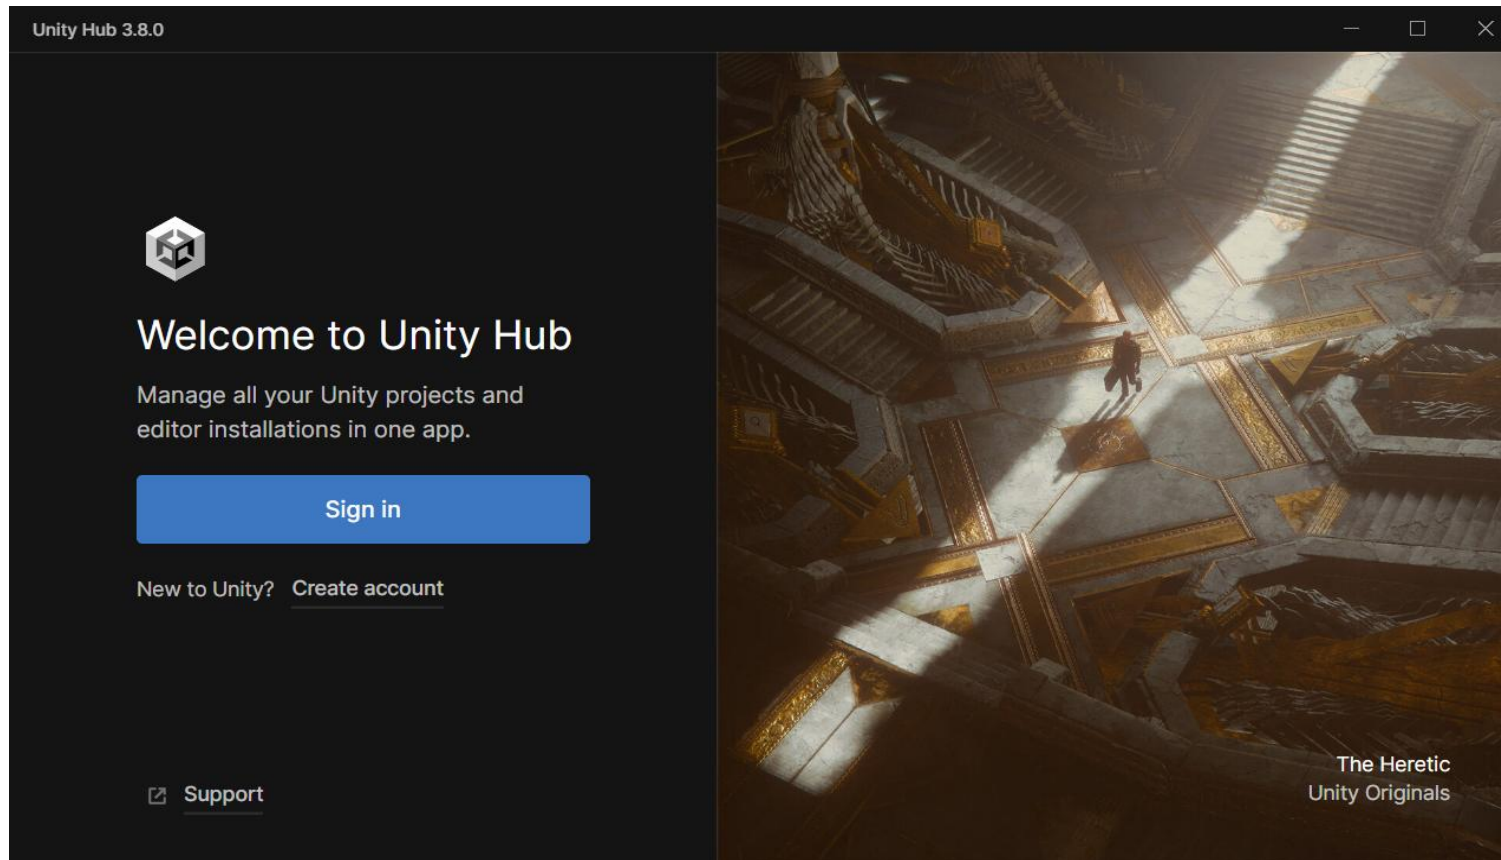 Unity Hub 3.8.0
Welcome to Unity Hub
Manage all your Unity projects and
editor installations in one app.
Sign in
New to Unity? Create account
Support
The Heretic
Unity Originals